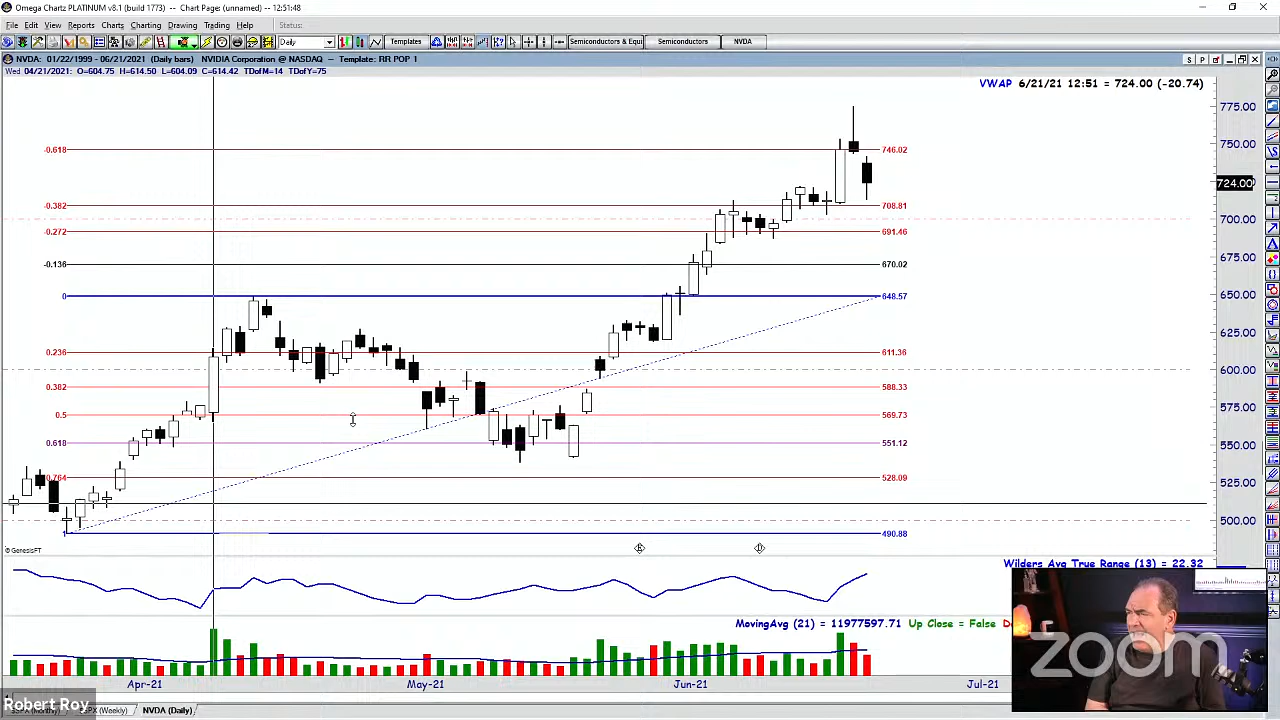 Omega Chartz PLATINUM v8.1 (build 1773) -- Chart Page: (unnamed) -- 12:51:48
File Edit View Reports Charts Charting Drawing Trading Help Status:
Daily Templates Semiconductors & Equi Semiconductors NVDA
NVDA: 01/22/1999 - 06/21/2021 (Daily bars) -- NVIDIA Corporation @ NASDAQ -- Template: RR POP 1 S P
Wed 04/21/2021: O=604.75 H=614.50 L=604.09 C=614.42 TDofM=14 TDofY=75
VWAP 6/21/21 12:51 = 724.00 (-20.74)
775.00
-0.618 746.02 750.00
724.00
-0.382 708.81
700.00
-0.272 691.46
-0.136 670.02 675.00
0 648.57 650.00
625.00
0.236 611.36
600.00
0.382 588.33
575.00
0.5 569.73
0.618 551.12 550.00
0.764 528.09 525.00
500.00
1 490.88
© GenesisFT
Wilders Avg True Range (13) = 22.32
MovingAvg (21) = 11977597.71 Up Close = False
Apr-21 May-21 Jun-21 Jul-21
zoom
Robert Roy
(Weekly) NVDA (Daily)